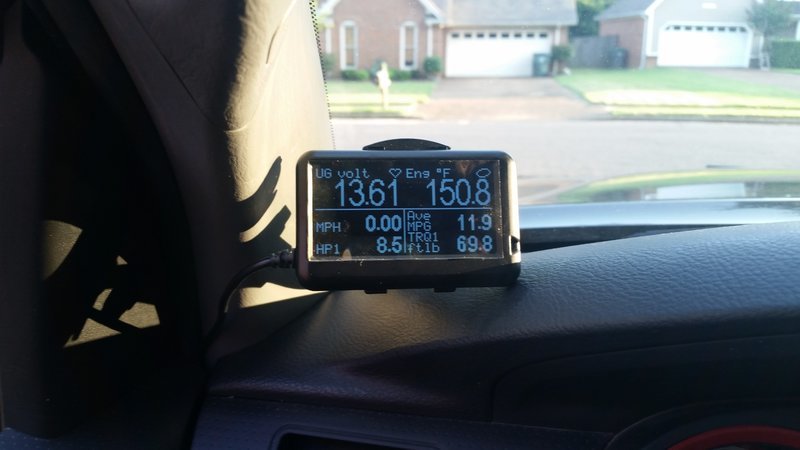 UG volt Eng °F
13.61 150.8
MPH 0.00 Ave MPG 11.9
HP1 8.5 TRQ1 ftlb 69.8